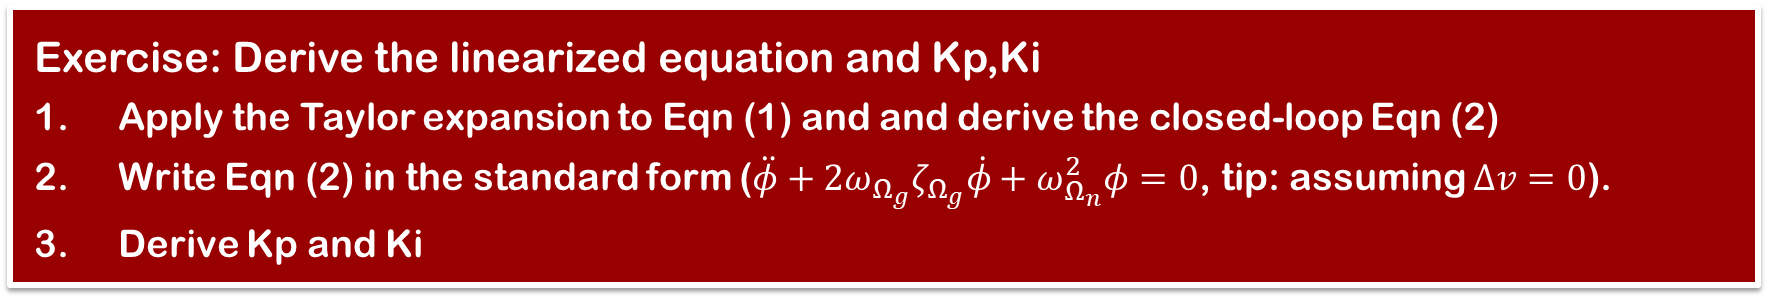 Exercise: Derive the linearized equation and Kp,Ki
1. Apply the Taylor expansion to Eqn (1) and and derive the closed-loop Eqn (2)
2. Write Eqn (2) in the standard form (ϕ̈ + 2ω_{Ω_g}ζ_{Ω_g}ϕ̇ + ω²_{Ω_n}ϕ = 0, tip: assuming Δv = 0).
3. Derive Kp and Ki